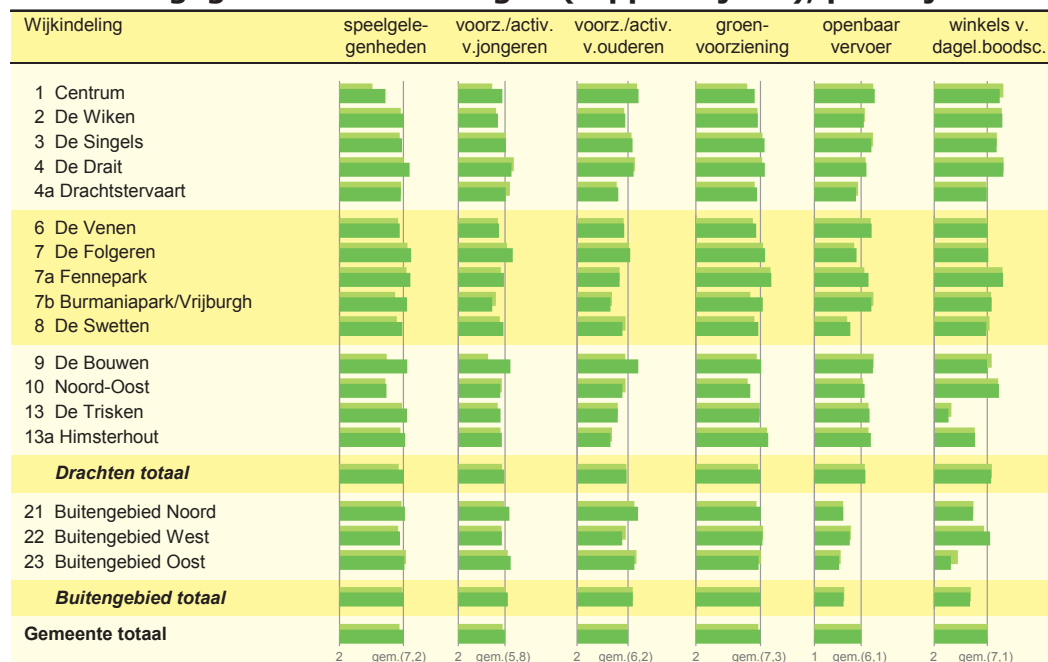 Wijkindeling speelgele- voorz./activ. voorz./activ. groen- openbaar winkels v.
genheden v.jongeren v.ouderen voorziening vervoer dagel.boodsc.
1 Centrum
2 De Wiken
3 De Singels
4 De Drait
4a Drachtstervaart
6 De Venen
7 De Folgeren
7a Fennepark
7b Burmaniapark/Vrijburgh
8 De Swetten
9 De Bouwen
10 Noord-Oost
13 De Trisken
13a Himsterhout
Drachten totaal
21 Buitengebied Noord
22 Buitengebied West
23 Buitengebied Oost
Buitengebied totaal
Gemeente totaal
2 gem.(7,2) 2 gem.(5,8) 2 gem.(6,2) 2 gem.(7,3) 1 gem.(6,1) 2 gem.(7,1)